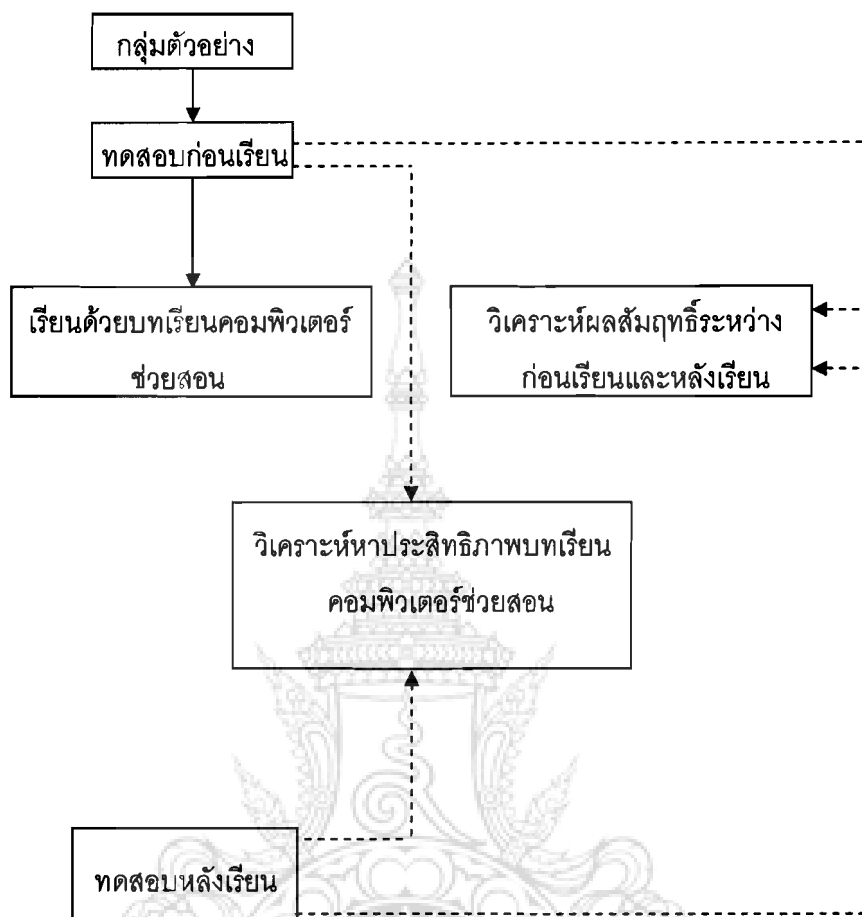 กลุ่มตัวอย่าง
ทดสอบก่อนเรียน
เรียนด้วยบทเรียนคอมพิวเตอร์
ช่วยสอน
วิเคราะห์ผลสัมฤทธิ์ระหว่าง
ก่อนเรียนและหลังเรียน
วิเคราะห์หาประสิทธิภาพบทเรียน
คอมพิวเตอร์ช่วยสอน
ทดสอบหลังเรียน